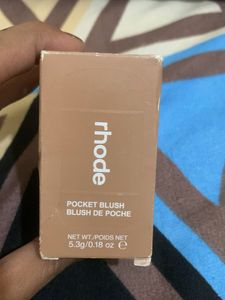 rhode
POCKET BLUSH
BLUSH DE POCHE
NET WT./POIDS NET
5.3g/0.18 oz ℮